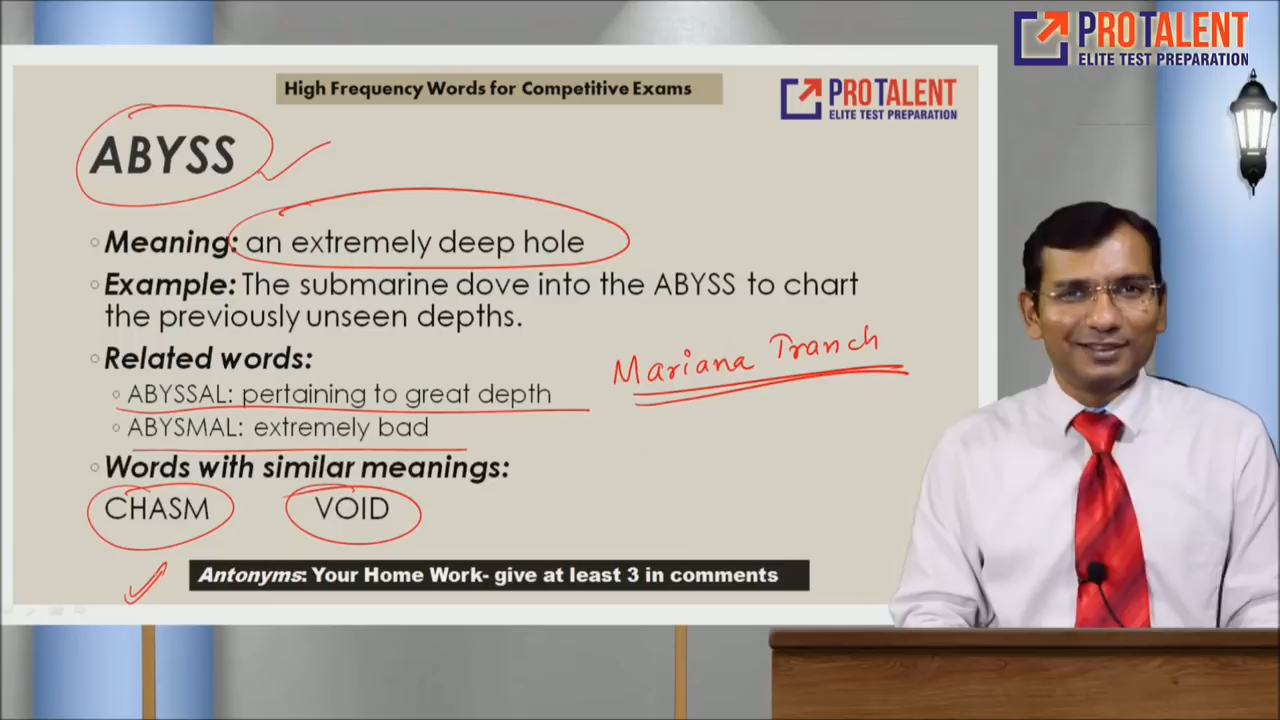 PROTALENT
ELITE TEST PREPARATION
High Frequency Words for Competitive Exams
PROTALENT
ELITE TEST PREPARATION
ABYSS
Meaning: an extremely deep hole
Example: The submarine dove into the ABYSS to chart
the previously unseen depths.
Related words:
Mariana Tranch
ABYSSAL: pertaining to great depth
ABYSMAL: extremely bad
Words with similar meanings:
CHASM VOID
Antonyms: Your Home Work- give at least 3 in comments